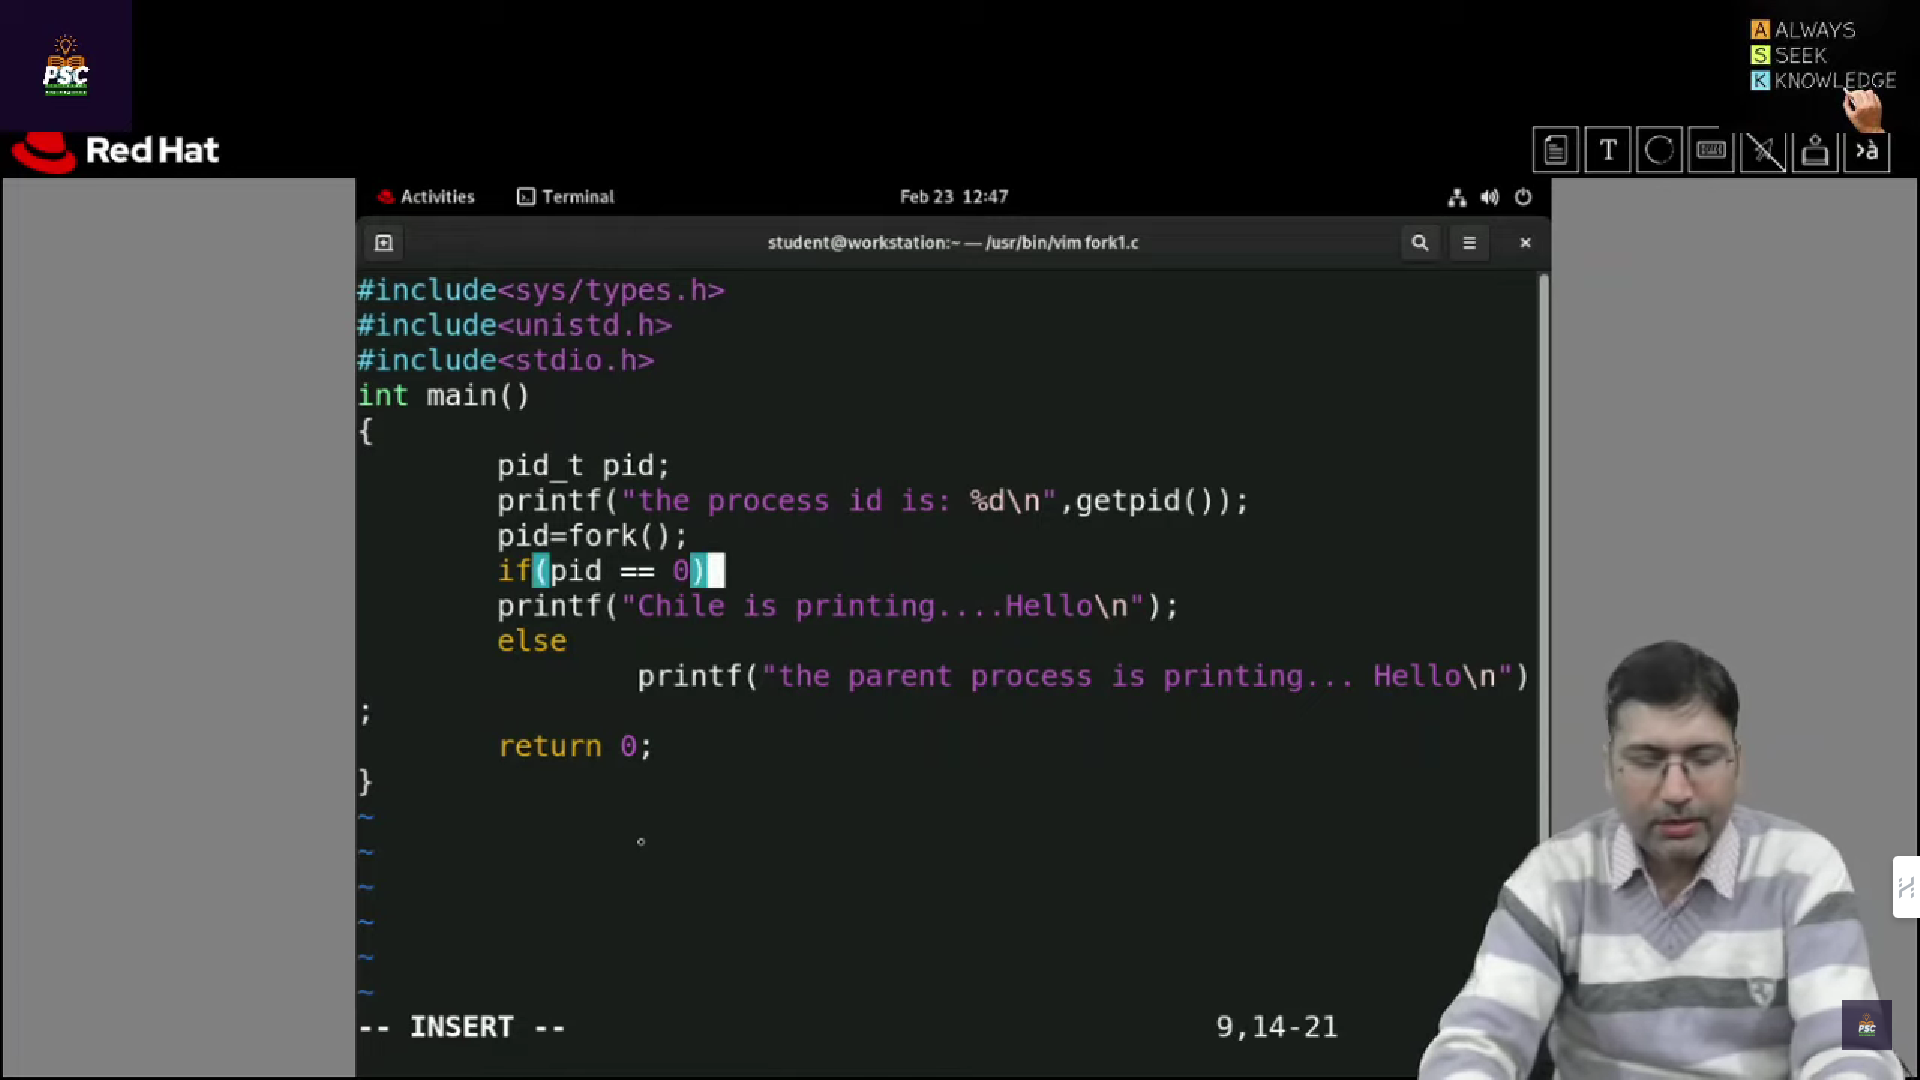 PSC
A ALWAYS
S SEEK
K KNOWLEDGE
Red Hat
T
›à
Activities
Terminal
Feb 23 12:47
student@workstation:~ — /usr/bin/vim fork1.c
#include<sys/types.h>
#include<unistd.h>
#include<stdio.h>
int main()
{
pid_t pid;
printf("the process id is: %d\n",getpid());
pid=fork();
if(pid == 0)
printf("Chile is printing....Hello\n");
else
printf("the parent process is printing... Hello\n")
;
return 0;
}
~
~
~
~
~
~
-- INSERT --
9,14-21
PSC